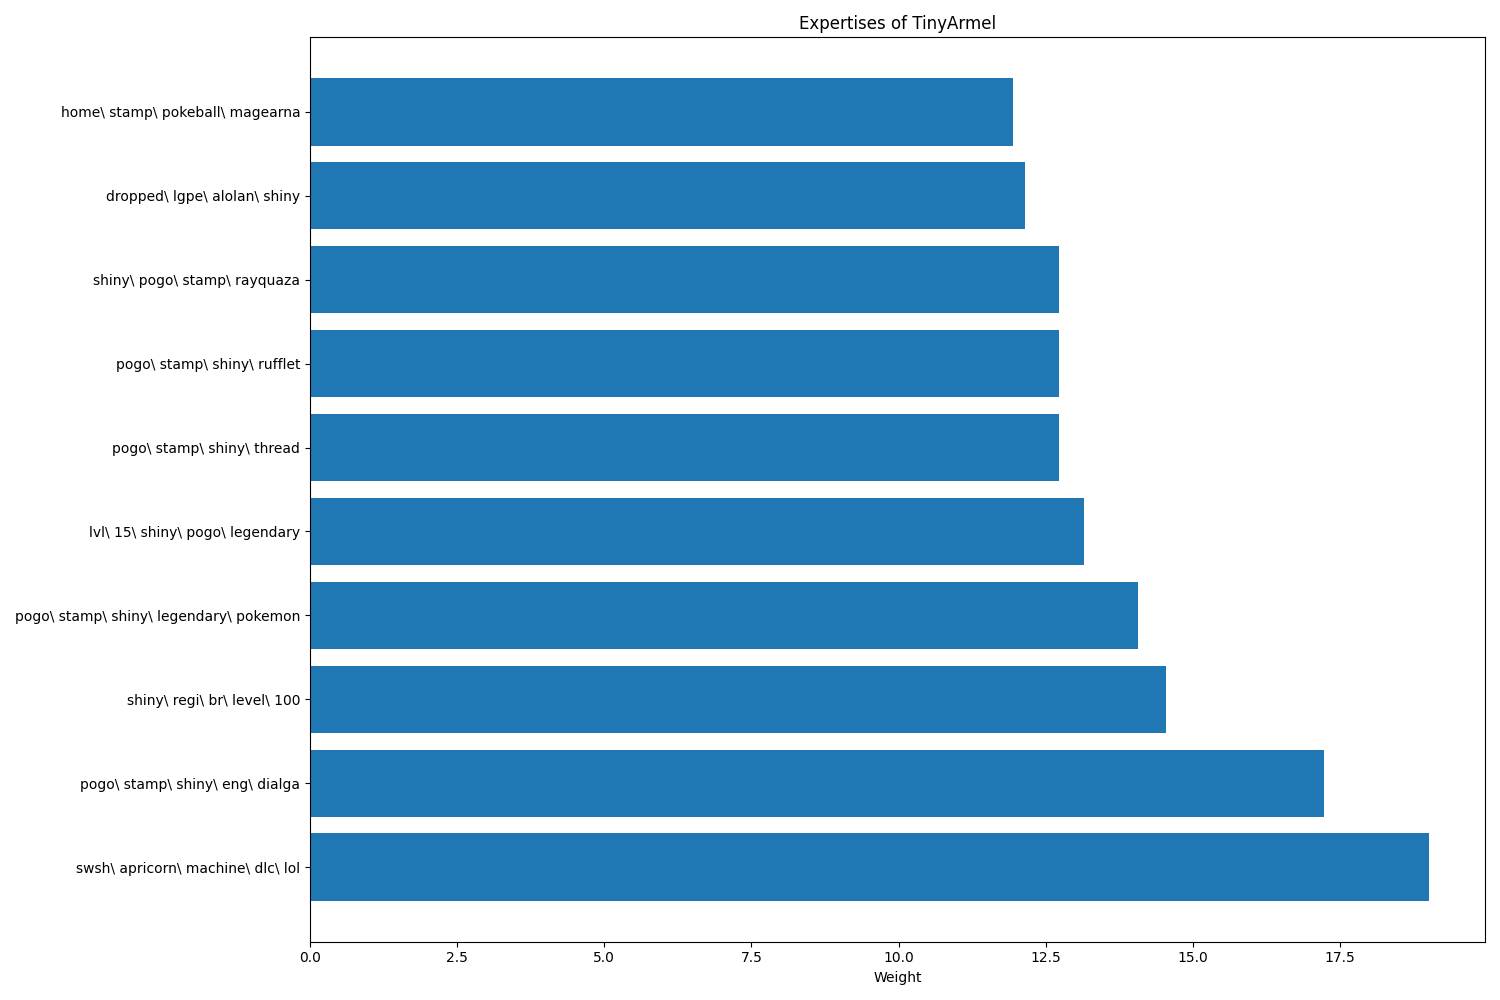 Expertises of TinyArmel
home\ stamp\ pokeball\ magearna
dropped\ lgpe\ alolan\ shiny
shiny\ pogo\ stamp\ rayquaza
pogo\ stamp\ shiny\ rufflet
pogo\ stamp\ shiny\ thread
lvl\ 15\ shiny\ pogo\ legendary
pogo\ stamp\ shiny\ legendary\ pokemon
shiny\ regi\ br\ level\ 100
pogo\ stamp\ shiny\ eng\ dialga
swsh\ apricorn\ machine\ dlc\ lol
0.0 2.5 5.0 7.5 10.0 12.5 15.0 17.5
Weight